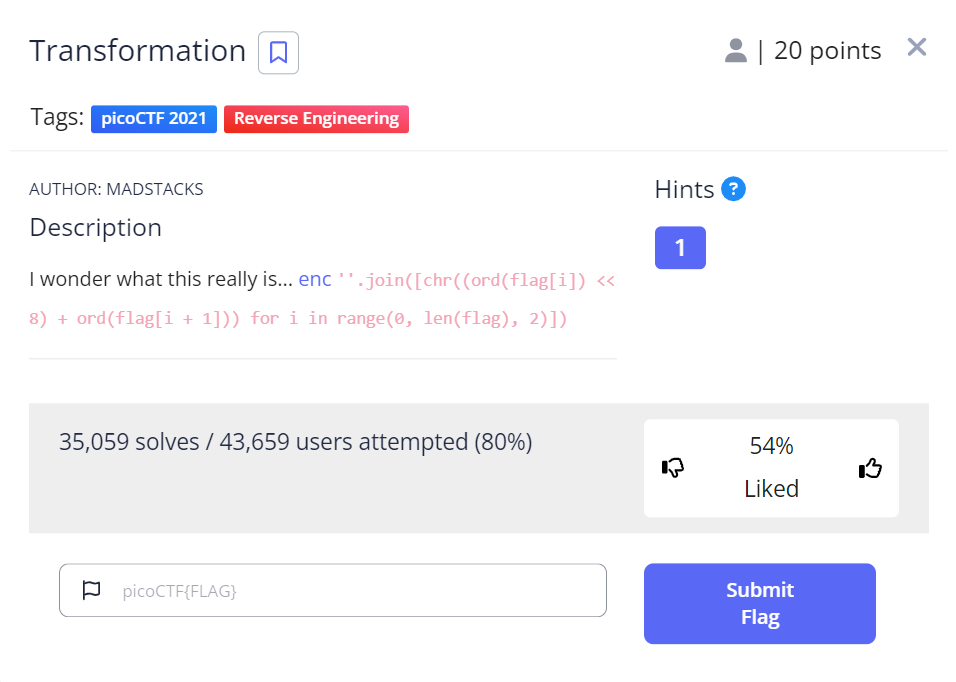 Transformation
| 20 points
Tags: picoCTF 2021 Reverse Engineering
AUTHOR: MADSTACKS
Description
I wonder what this really is... enc ''.join([chr((ord(flag[i]) <<
8) + ord(flag[i + 1])) for i in range(0, len(flag), 2)])
Hints ?
1
35,059 solves / 43,659 users attempted (80%)
54%
Liked
picoCTF{FLAG}
Submit
Flag